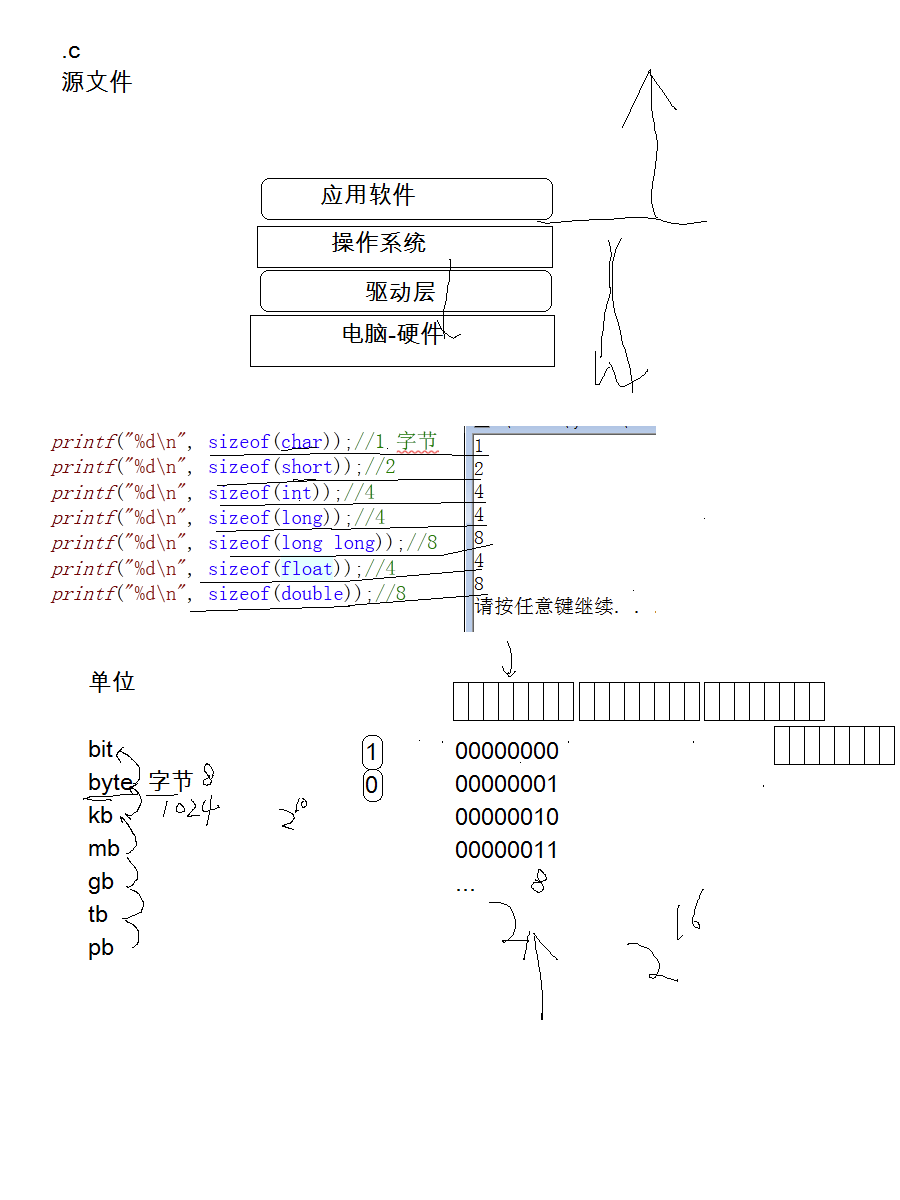 .c
源文件
应用软件
操作系统
驱动层
电脑-硬件
printf("%d\n", sizeof(char));//1 字节
printf("%d\n", sizeof(short));//2
printf("%d\n", sizeof(int));//4
printf("%d\n", sizeof(long));//4
printf("%d\n", sizeof(long long));//8
printf("%d\n", sizeof(float));//4
printf("%d\n", sizeof(double));//8
1
2
4
4
8
4
8
请按任意键继续. . .
单位
bit
byte 字节 8
kb 1024 2^10
mb
gb
tb
pb
1
0
00000000
00000001
00000010
00000011
...
2^8
2^16